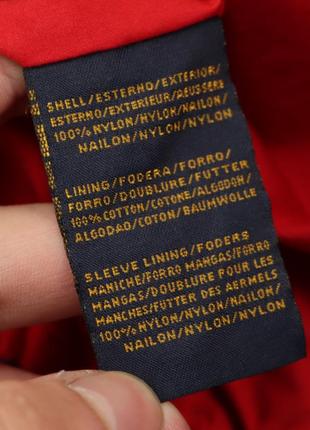 SHELL/ESTERNO/EXTERIOR/
ESTERNO/EXTERIEUR/AEUSSERE
100% NYLON/NYLON/NAILON/
NAILON/NYLON/NYLON
LINING/FODERA/FORRO/
FORRO/DOUBLURE/FUTTER
100% COTTON/COTONE/ALGODON/
ALGODAO/COTON/BAUMWOLLE
SLEEVE LINING/FODERS
MANICHE/FORRO MANGAS/FORRO
MANGAS/DOUBLURE POUR LES
MANCHES/FUTTER DES AERMELS
100% NYLON/NYLON/NAILON/
NAILON/NYLON/NYLON